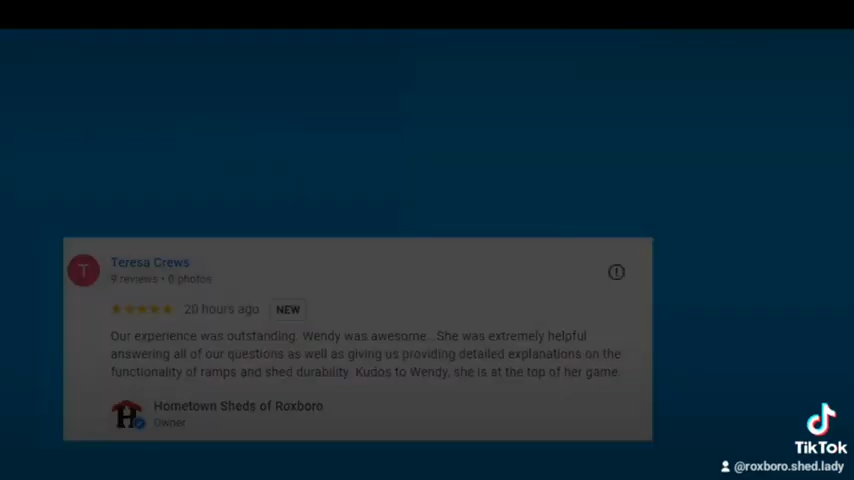 Teresa Crews
9 reviews • 6 photos
20 hours ago NEW
Our experience was outstanding. Wendy was awesome...She was extremely helpful
answering all of our questions as well as giving us providing detailed explanations on the
functionality of ramps and shed durability. Kudos to Wendy, she is at the top of her game.
Hometown Sheds of Roxboro
Owner
TikTok
@roxboro.shed.lady